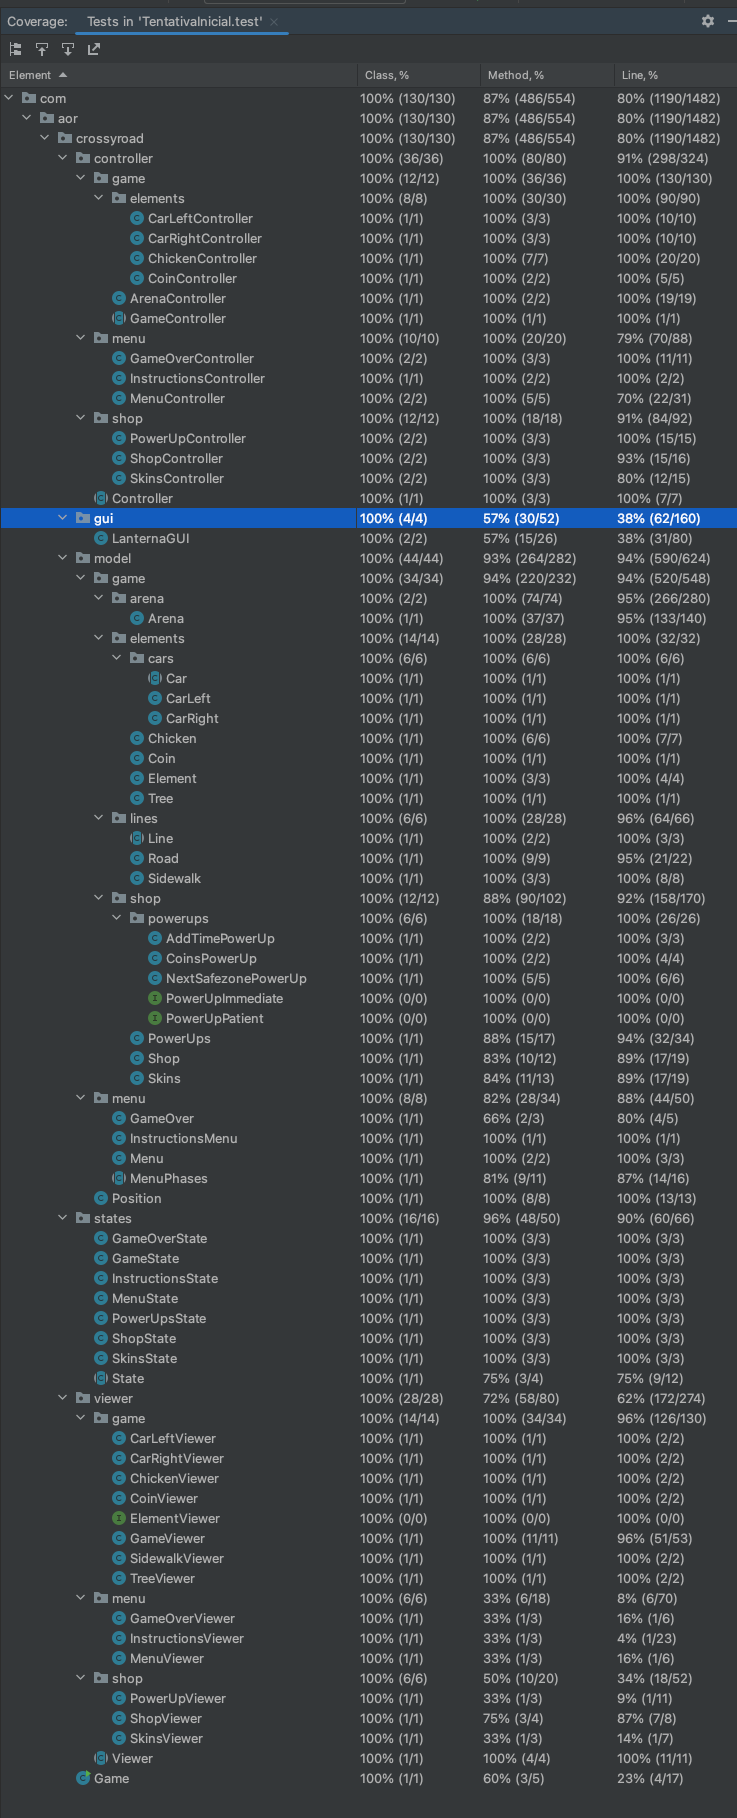 Coverage: Tests in 'TentativaInicial.test' ×
Element Class, % Method, % Line, %
com 100% (130/130) 87% (486/554) 80% (1190/1482)
aor 100% (130/130) 87% (486/554) 80% (1190/1482)
crossyroad 100% (130/130) 87% (486/554) 80% (1190/1482)
controller 100% (36/36) 100% (80/80) 91% (298/324)
game 100% (12/12) 100% (36/36) 100% (130/130)
elements 100% (8/8) 100% (30/30) 100% (90/90)
CarLeftController 100% (1/1) 100% (3/3) 100% (10/10)
CarRightController 100% (1/1) 100% (3/3) 100% (10/10)
ChickenController 100% (1/1) 100% (7/7) 100% (20/20)
CoinController 100% (1/1) 100% (2/2) 100% (5/5)
ArenaController 100% (1/1) 100% (2/2) 100% (19/19)
GameController 100% (1/1) 100% (1/1) 100% (1/1)
menu 100% (10/10) 100% (20/20) 79% (70/88)
GameOverController 100% (2/2) 100% (3/3) 100% (11/11)
InstructionsController 100% (1/1) 100% (2/2) 100% (2/2)
MenuController 100% (2/2) 100% (5/5) 70% (22/31)
shop 100% (12/12) 100% (18/18) 91% (84/92)
PowerUpController 100% (2/2) 100% (3/3) 100% (15/15)
ShopController 100% (2/2) 100% (3/3) 93% (15/16)
SkinsController 100% (2/2) 100% (3/3) 80% (12/15)
Controller 100% (1/1) 100% (3/3) 100% (7/7)
gui 100% (4/4) 57% (30/52) 38% (62/160)
LanternaGUI 100% (2/2) 57% (15/26) 38% (31/80)
model 100% (44/44) 93% (264/282) 94% (590/624)
game 100% (34/34) 94% (220/232) 94% (520/548)
arena 100% (2/2) 100% (74/74) 95% (266/280)
Arena 100% (1/1) 100% (37/37) 95% (133/140)
elements 100% (14/14) 100% (28/28) 100% (32/32)
cars 100% (6/6) 100% (6/6) 100% (6/6)
Car 100% (1/1) 100% (1/1) 100% (1/1)
CarLeft 100% (1/1) 100% (1/1) 100% (1/1)
CarRight 100% (1/1) 100% (1/1) 100% (1/1)
Chicken 100% (1/1) 100% (6/6) 100% (7/7)
Coin 100% (1/1) 100% (1/1) 100% (1/1)
Element 100% (1/1) 100% (3/3) 100% (4/4)
Tree 100% (1/1) 100% (1/1) 100% (1/1)
lines 100% (6/6) 100% (28/28) 96% (64/66)
Line 100% (1/1) 100% (2/2) 100% (3/3)
Road 100% (1/1) 100% (9/9) 95% (21/22)
Sidewalk 100% (1/1) 100% (3/3) 100% (8/8)
shop 100% (12/12) 88% (90/102) 92% (158/170)
powerups 100% (6/6) 100% (18/18) 100% (26/26)
AddTimePowerUp 100% (1/1) 100% (2/2) 100% (3/3)
CoinsPowerUp 100% (1/1) 100% (2/2) 100% (4/4)
NextSafezonePowerUp 100% (1/1) 100% (5/5) 100% (6/6)
PowerUpImmediate 100% (0/0) 100% (0/0) 100% (0/0)
PowerUpPatient 100% (0/0) 100% (0/0) 100% (0/0)
PowerUps 100% (1/1) 88% (15/17) 94% (32/34)
Shop 100% (1/1) 83% (10/12) 89% (17/19)
Skins 100% (1/1) 84% (11/13) 89% (17/19)
menu 100% (8/8) 82% (28/34) 88% (44/50)
GameOver 100% (1/1) 66% (2/3) 80% (4/5)
InstructionsMenu 100% (1/1) 100% (1/1) 100% (1/1)
Menu 100% (1/1) 100% (2/2) 100% (3/3)
MenuPhases 100% (1/1) 81% (9/11) 87% (14/16)
Position 100% (1/1) 100% (8/8) 100% (13/13)
states 100% (16/16) 96% (48/50) 90% (60/66)
GameOverState 100% (1/1) 100% (3/3) 100% (3/3)
GameState 100% (1/1) 100% (3/3) 100% (3/3)
InstructionsState 100% (1/1) 100% (3/3) 100% (3/3)
MenuState 100% (1/1) 100% (3/3) 100% (3/3)
PowerUpsState 100% (1/1) 100% (3/3) 100% (3/3)
ShopState 100% (1/1) 100% (3/3) 100% (3/3)
SkinsState 100% (1/1) 100% (3/3) 100% (3/3)
State 100% (1/1) 75% (3/4) 75% (9/12)
viewer 100% (28/28) 72% (58/80) 62% (172/274)
game 100% (14/14) 100% (34/34) 96% (126/130)
CarLeftViewer 100% (1/1) 100% (1/1) 100% (2/2)
CarRightViewer 100% (1/1) 100% (1/1) 100% (2/2)
ChickenViewer 100% (1/1) 100% (1/1) 100% (2/2)
CoinViewer 100% (1/1) 100% (1/1) 100% (2/2)
ElementViewer 100% (0/0) 100% (0/0) 100% (0/0)
GameViewer 100% (1/1) 100% (11/11) 96% (51/53)
SidewalkViewer 100% (1/1) 100% (1/1) 100% (2/2)
TreeViewer 100% (1/1) 100% (1/1) 100% (2/2)
menu 100% (6/6) 33% (6/18) 8% (6/70)
GameOverViewer 100% (1/1) 33% (1/3) 16% (1/6)
InstructionsViewer 100% (1/1) 33% (1/3) 4% (1/23)
MenuViewer 100% (1/1) 33% (1/3) 16% (1/6)
shop 100% (6/6) 50% (10/20) 34% (18/52)
PowerUpViewer 100% (1/1) 33% (1/3) 9% (1/11)
ShopViewer 100% (1/1) 75% (3/4) 87% (7/8)
SkinsViewer 100% (1/1) 33% (1/3) 14% (1/7)
Viewer 100% (1/1) 100% (4/4) 100% (11/11)
Game 100% (1/1) 60% (3/5) 23% (4/17)